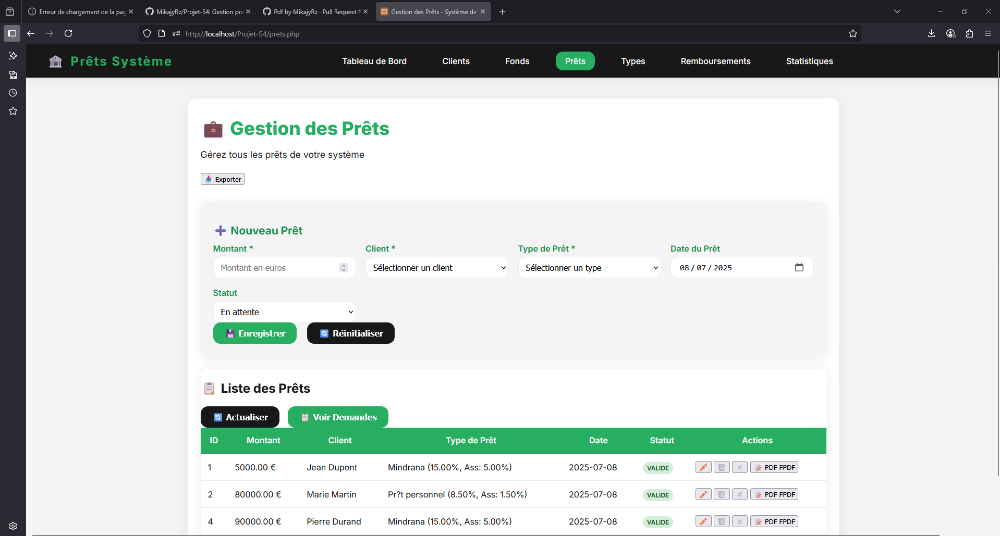 Erreur de chargement de la pag
MikajyRz/Projet-S4: Gestion pre
Pdf by MikajyRz · Pull Request #
Gestion des Prêts - Système de
http://localhost/Projet-S4/prets.php
Prêts Système
Tableau de Bord
Clients
Fonds
Prêts
Types
Remboursements
Statistiques
Gestion des Prêts
Gérez tous les prêts de votre système
Exporter
Nouveau Prêt
Montant * Client * Type de Prêt * Date du Prêt
Montant en euros Sélectionner un client Sélectionner un type 08 / 07 / 2025
Statut
En attente
Enregistrer Réinitialiser
Liste des Prêts
Actualiser Voir Demandes
ID Montant Client Type de Prêt Date Statut Actions
1 5000.00 € Jean Dupont Mindrana (15.00%, Ass: 5.00%) 2025-07-08 VALIDE PDF FPDF
2 80000.00 € Marie Martin Pr?t personnel (8.50%, Ass: 1.50%) 2025-07-08 VALIDE PDF FPDF
4 90000.00 € Pierre Durand Mindrana (15.00%, Ass: 5.00%) 2025-07-08 VALIDE PDF FPDF